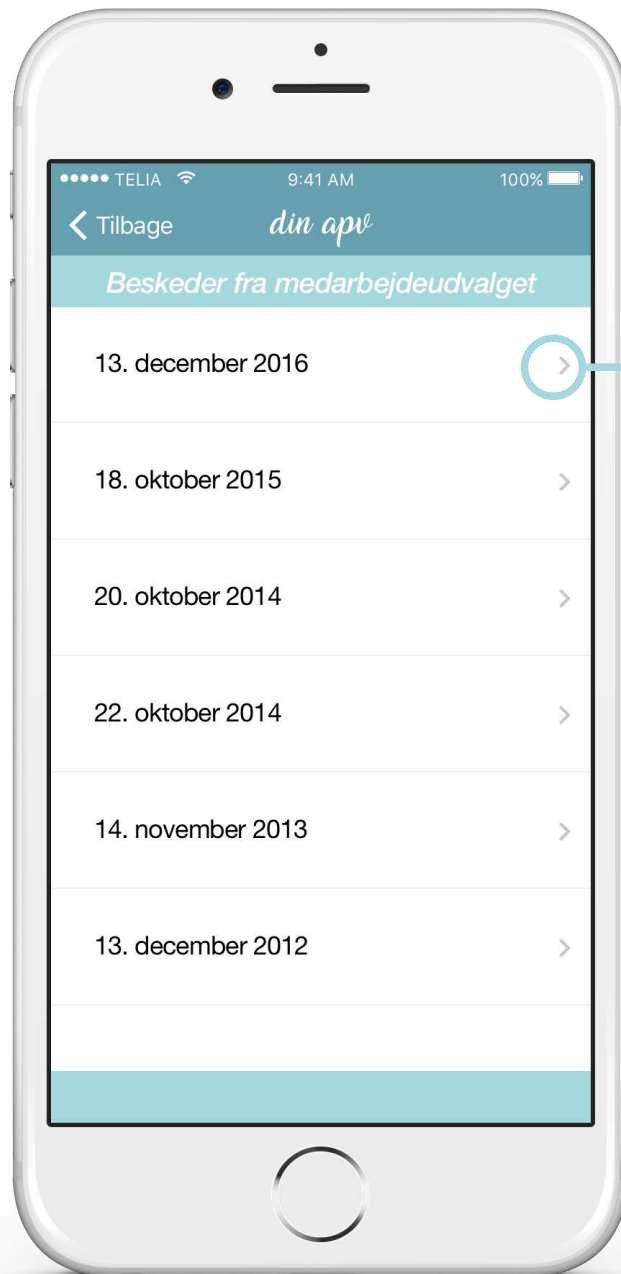 TELIA 9:41 AM 100%
Tilbage din apv
Beskeder fra medarbejdeudvalget
13. december 2016
18. oktober 2015
20. oktober 2014
22. oktober 2014
14. november 2013
13. december 2012